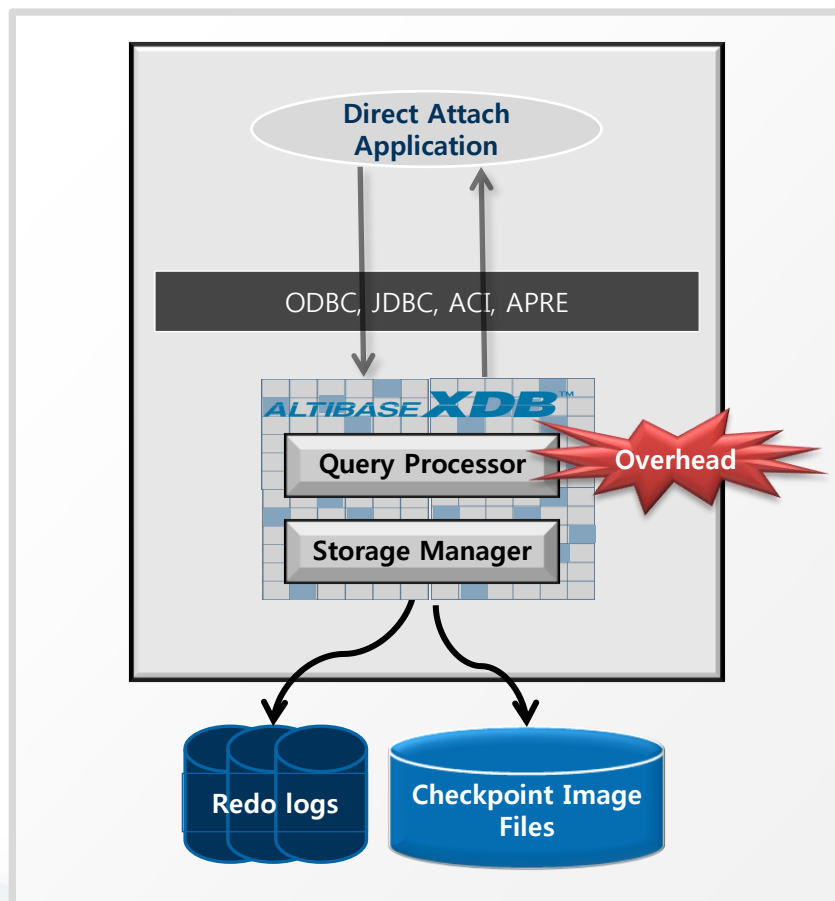 Direct Attach
Application
ODBC, JDBC, ACI, APRE
ALTIBASE XDB™
Query Processor
Overhead
Storage Manager
Redo logs
Checkpoint Image
Files